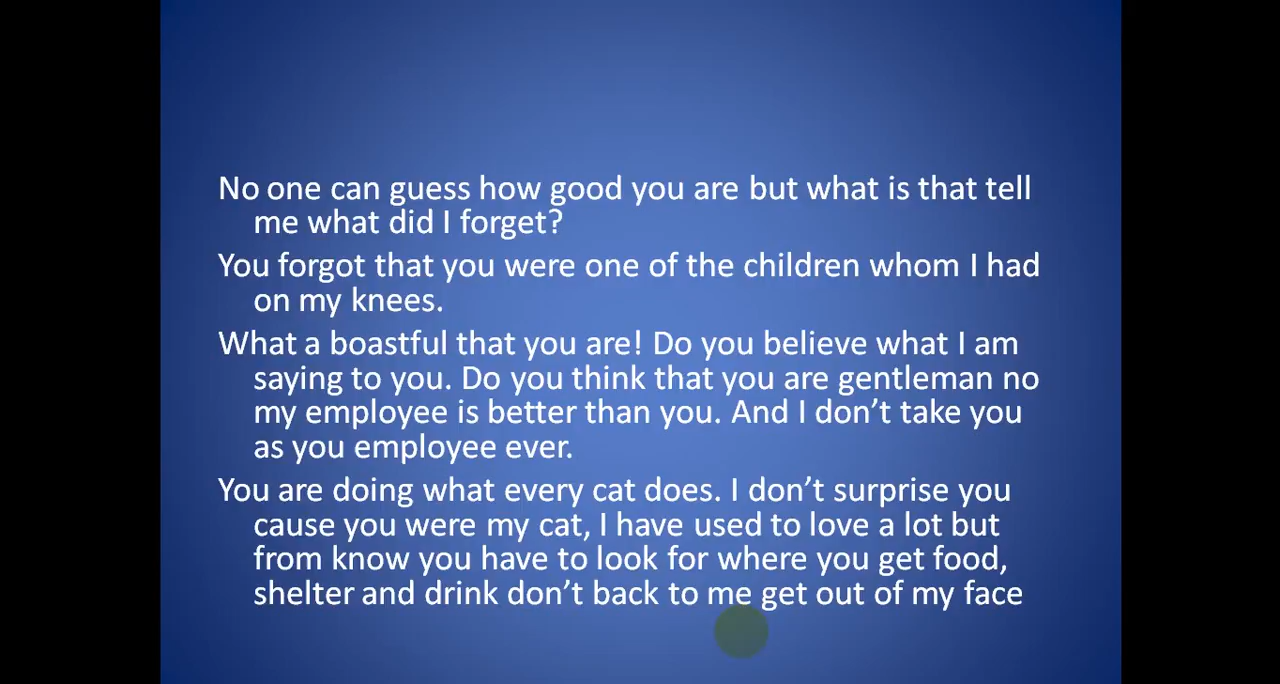 No one can guess how good you are but what is that tell
me what did I forget?
You forgot that you were one of the children whom I had
on my knees.
What a boastful that you are! Do you believe what I am
saying to you. Do you think that you are gentleman no
my employee is better than you. And I don’t take you
as you employee ever.
You are doing what every cat does. I don’t surprise you
cause you were my cat, I have used to love a lot but
from know you have to look for where you get food,
shelter and drink don’t back to me get out of my face